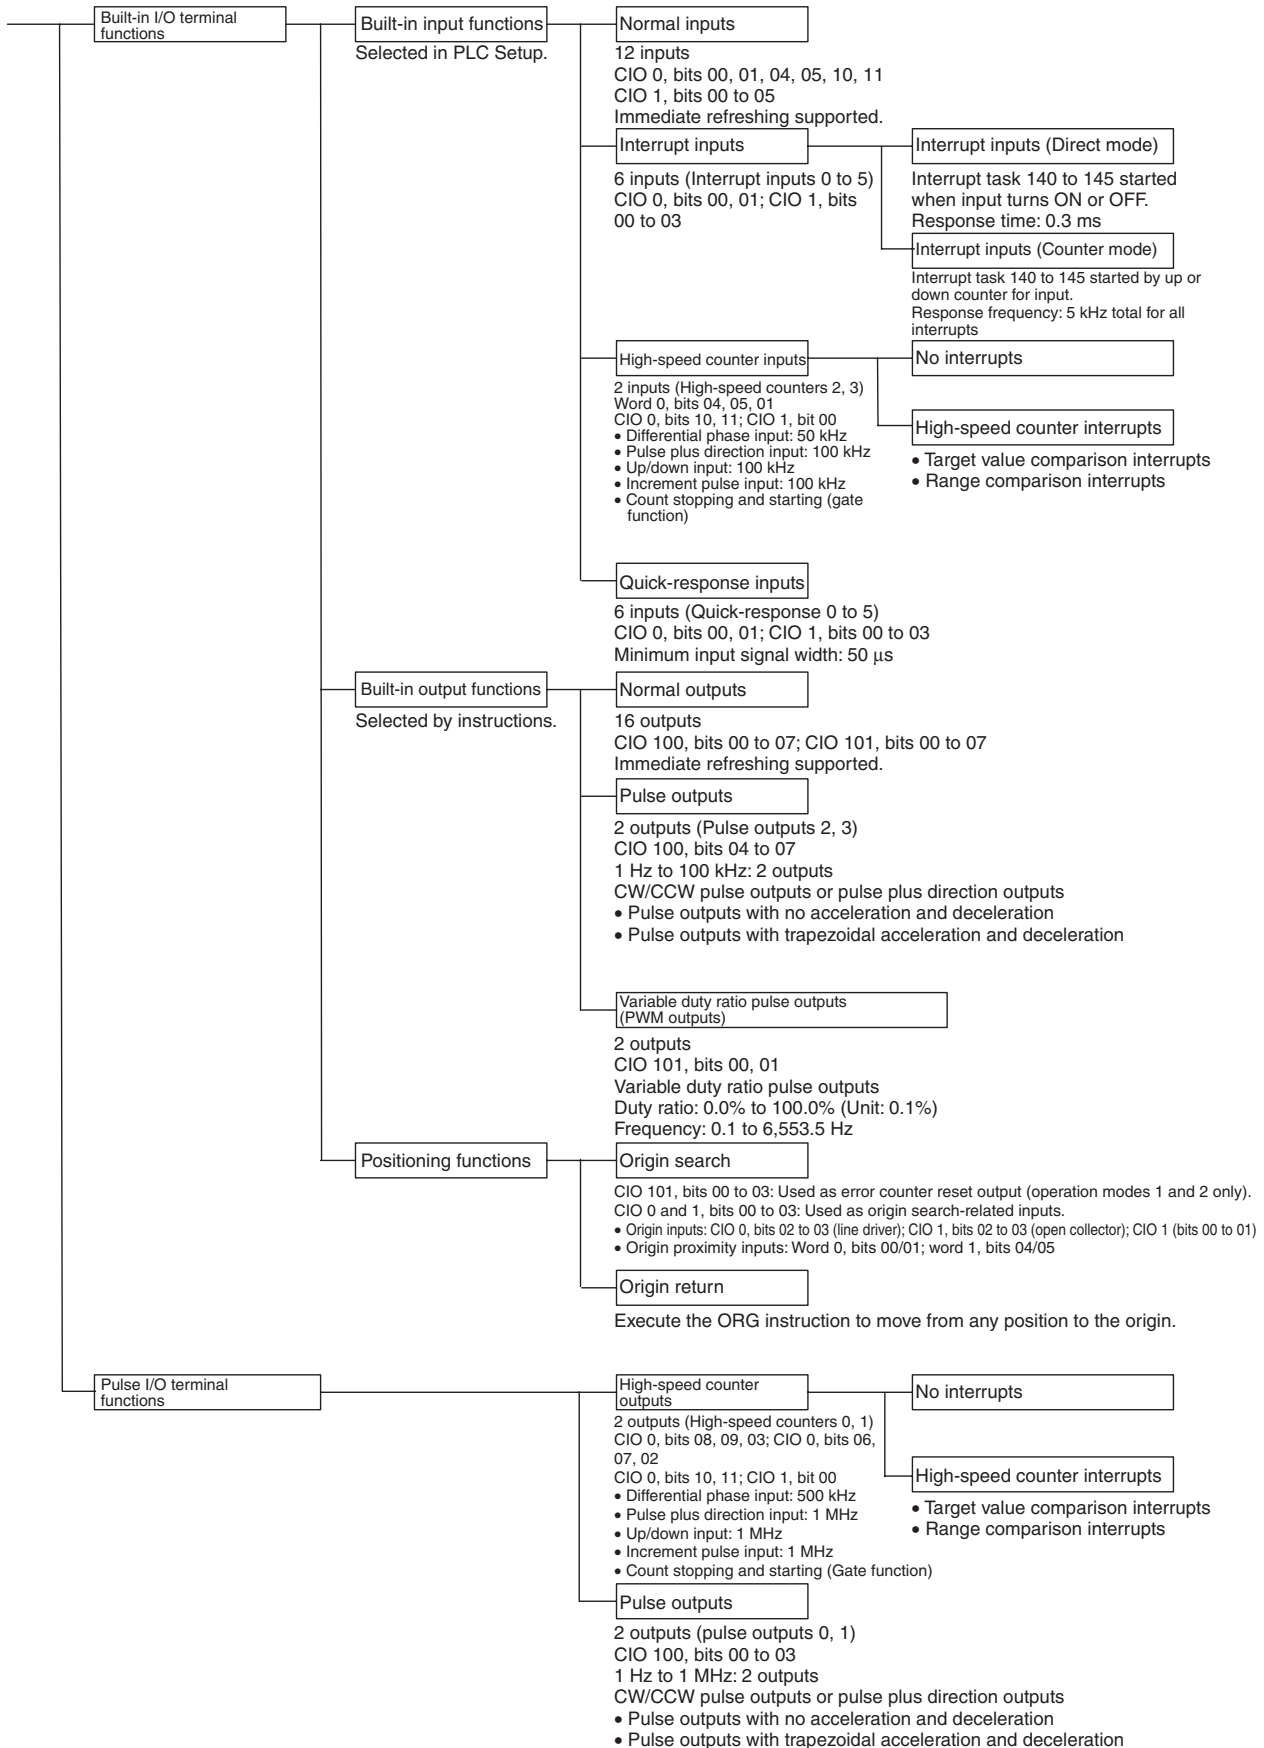 Built-in I/O terminal
functions
Built-in input functions
Selected in PLC Setup.
Normal inputs
12 inputs
CIO 0, bits 00, 01, 04, 05, 10, 11
CIO 1, bits 00 to 05
Immediate refreshing supported.
Interrupt inputs
6 inputs (Interrupt inputs 0 to 5)
CIO 0, bits 00, 01; CIO 1, bits
00 to 03
Interrupt inputs (Direct mode)
Interrupt task 140 to 145 started
when input turns ON or OFF.
Response time: 0.3 ms
Interrupt inputs (Counter mode)
Interrupt task 140 to 145 started by up or
down counter for input.
Response frequency: 5 kHz total for all
interrupts
High-speed counter inputs
2 inputs (High-speed counters 2, 3)
Word 0, bits 04, 05, 01
CIO 0, bits 10, 11; CIO 1, bit 00
• Differential phase input: 50 kHz
• Pulse plus direction input: 100 kHz
• Up/down input: 100 kHz
• Increment pulse input: 100 kHz
• Count stopping and starting (gate
function)
No interrupts
High-speed counter interrupts
• Target value comparison interrupts
• Range comparison interrupts
Quick-response inputs
6 inputs (Quick-response 0 to 5)
CIO 0, bits 00, 01; CIO 1, bits 00 to 03
Minimum input signal width: 50 μs
Built-in output functions
Selected by instructions.
Normal outputs
16 outputs
CIO 100, bits 00 to 07; CIO 101, bits 00 to 07
Immediate refreshing supported.
Pulse outputs
2 outputs (Pulse outputs 2, 3)
CIO 100, bits 04 to 07
1 Hz to 100 kHz: 2 outputs
CW/CCW pulse outputs or pulse plus direction outputs
• Pulse outputs with no acceleration and deceleration
• Pulse outputs with trapezoidal acceleration and deceleration
Variable duty ratio pulse outputs
(PWM outputs)
2 outputs
CIO 101, bits 00, 01
Variable duty ratio pulse outputs
Duty ratio: 0.0% to 100.0% (Unit: 0.1%)
Frequency: 0.1 to 6,553.5 Hz
Positioning functions
Origin search
CIO 101, bits 00 to 03: Used as error counter reset output (operation modes 1 and 2 only).
CIO 0 and 1, bits 00 to 03: Used as origin search-related inputs.
• Origin inputs: CIO 0, bits 02 to 03 (line driver); CIO 1, bits 02 to 03 (open collector); CIO 1 (bits 00 to 01)
• Origin proximity inputs: Word 0, bits 00/01; word 1, bits 04/05
Origin return
Execute the ORG instruction to move from any position to the origin.
Pulse I/O terminal
functions
High-speed counter
outputs
2 outputs (High-speed counters 0, 1)
CIO 0, bits 08, 09, 03; CIO 0, bits 06,
07, 02
CIO 0, bits 10, 11; CIO 1, bit 00
• Differential phase input: 500 kHz
• Pulse plus direction input: 1 MHz
• Up/down input: 1 MHz
• Increment pulse input: 1 MHz
• Count stopping and starting (Gate function)
No interrupts
High-speed counter interrupts
• Target value comparison interrupts
• Range comparison interrupts
Pulse outputs
2 outputs (pulse outputs 0, 1)
CIO 100, bits 00 to 03
1 Hz to 1 MHz: 2 outputs
CW/CCW pulse outputs or pulse plus direction outputs
• Pulse outputs with no acceleration and deceleration
• Pulse outputs with trapezoidal acceleration and deceleration